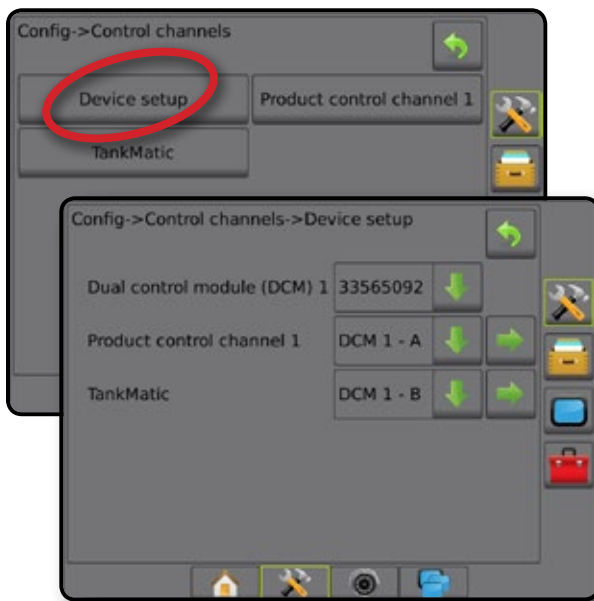 Config->Control channels
Device setup
Product control channel 1
TankMatic
Config->Control channels->Device setup
Dual control module (DCM) 1 33565092
Product control channel 1 DCM 1 - A
TankMatic DCM 1 - B